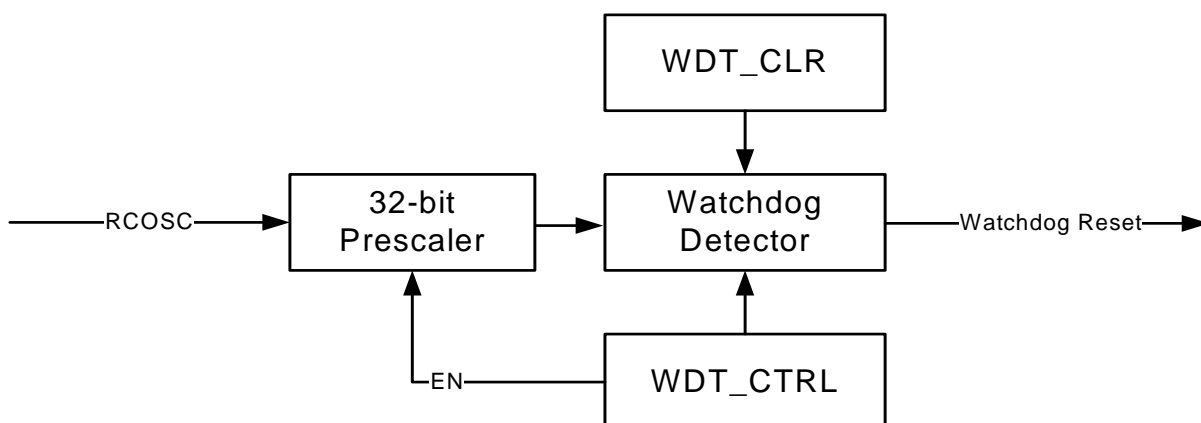 WDT_CLR
RCOSC
32-bit
Prescaler
Watchdog
Detector
Watchdog Reset
EN
WDT_CTRL